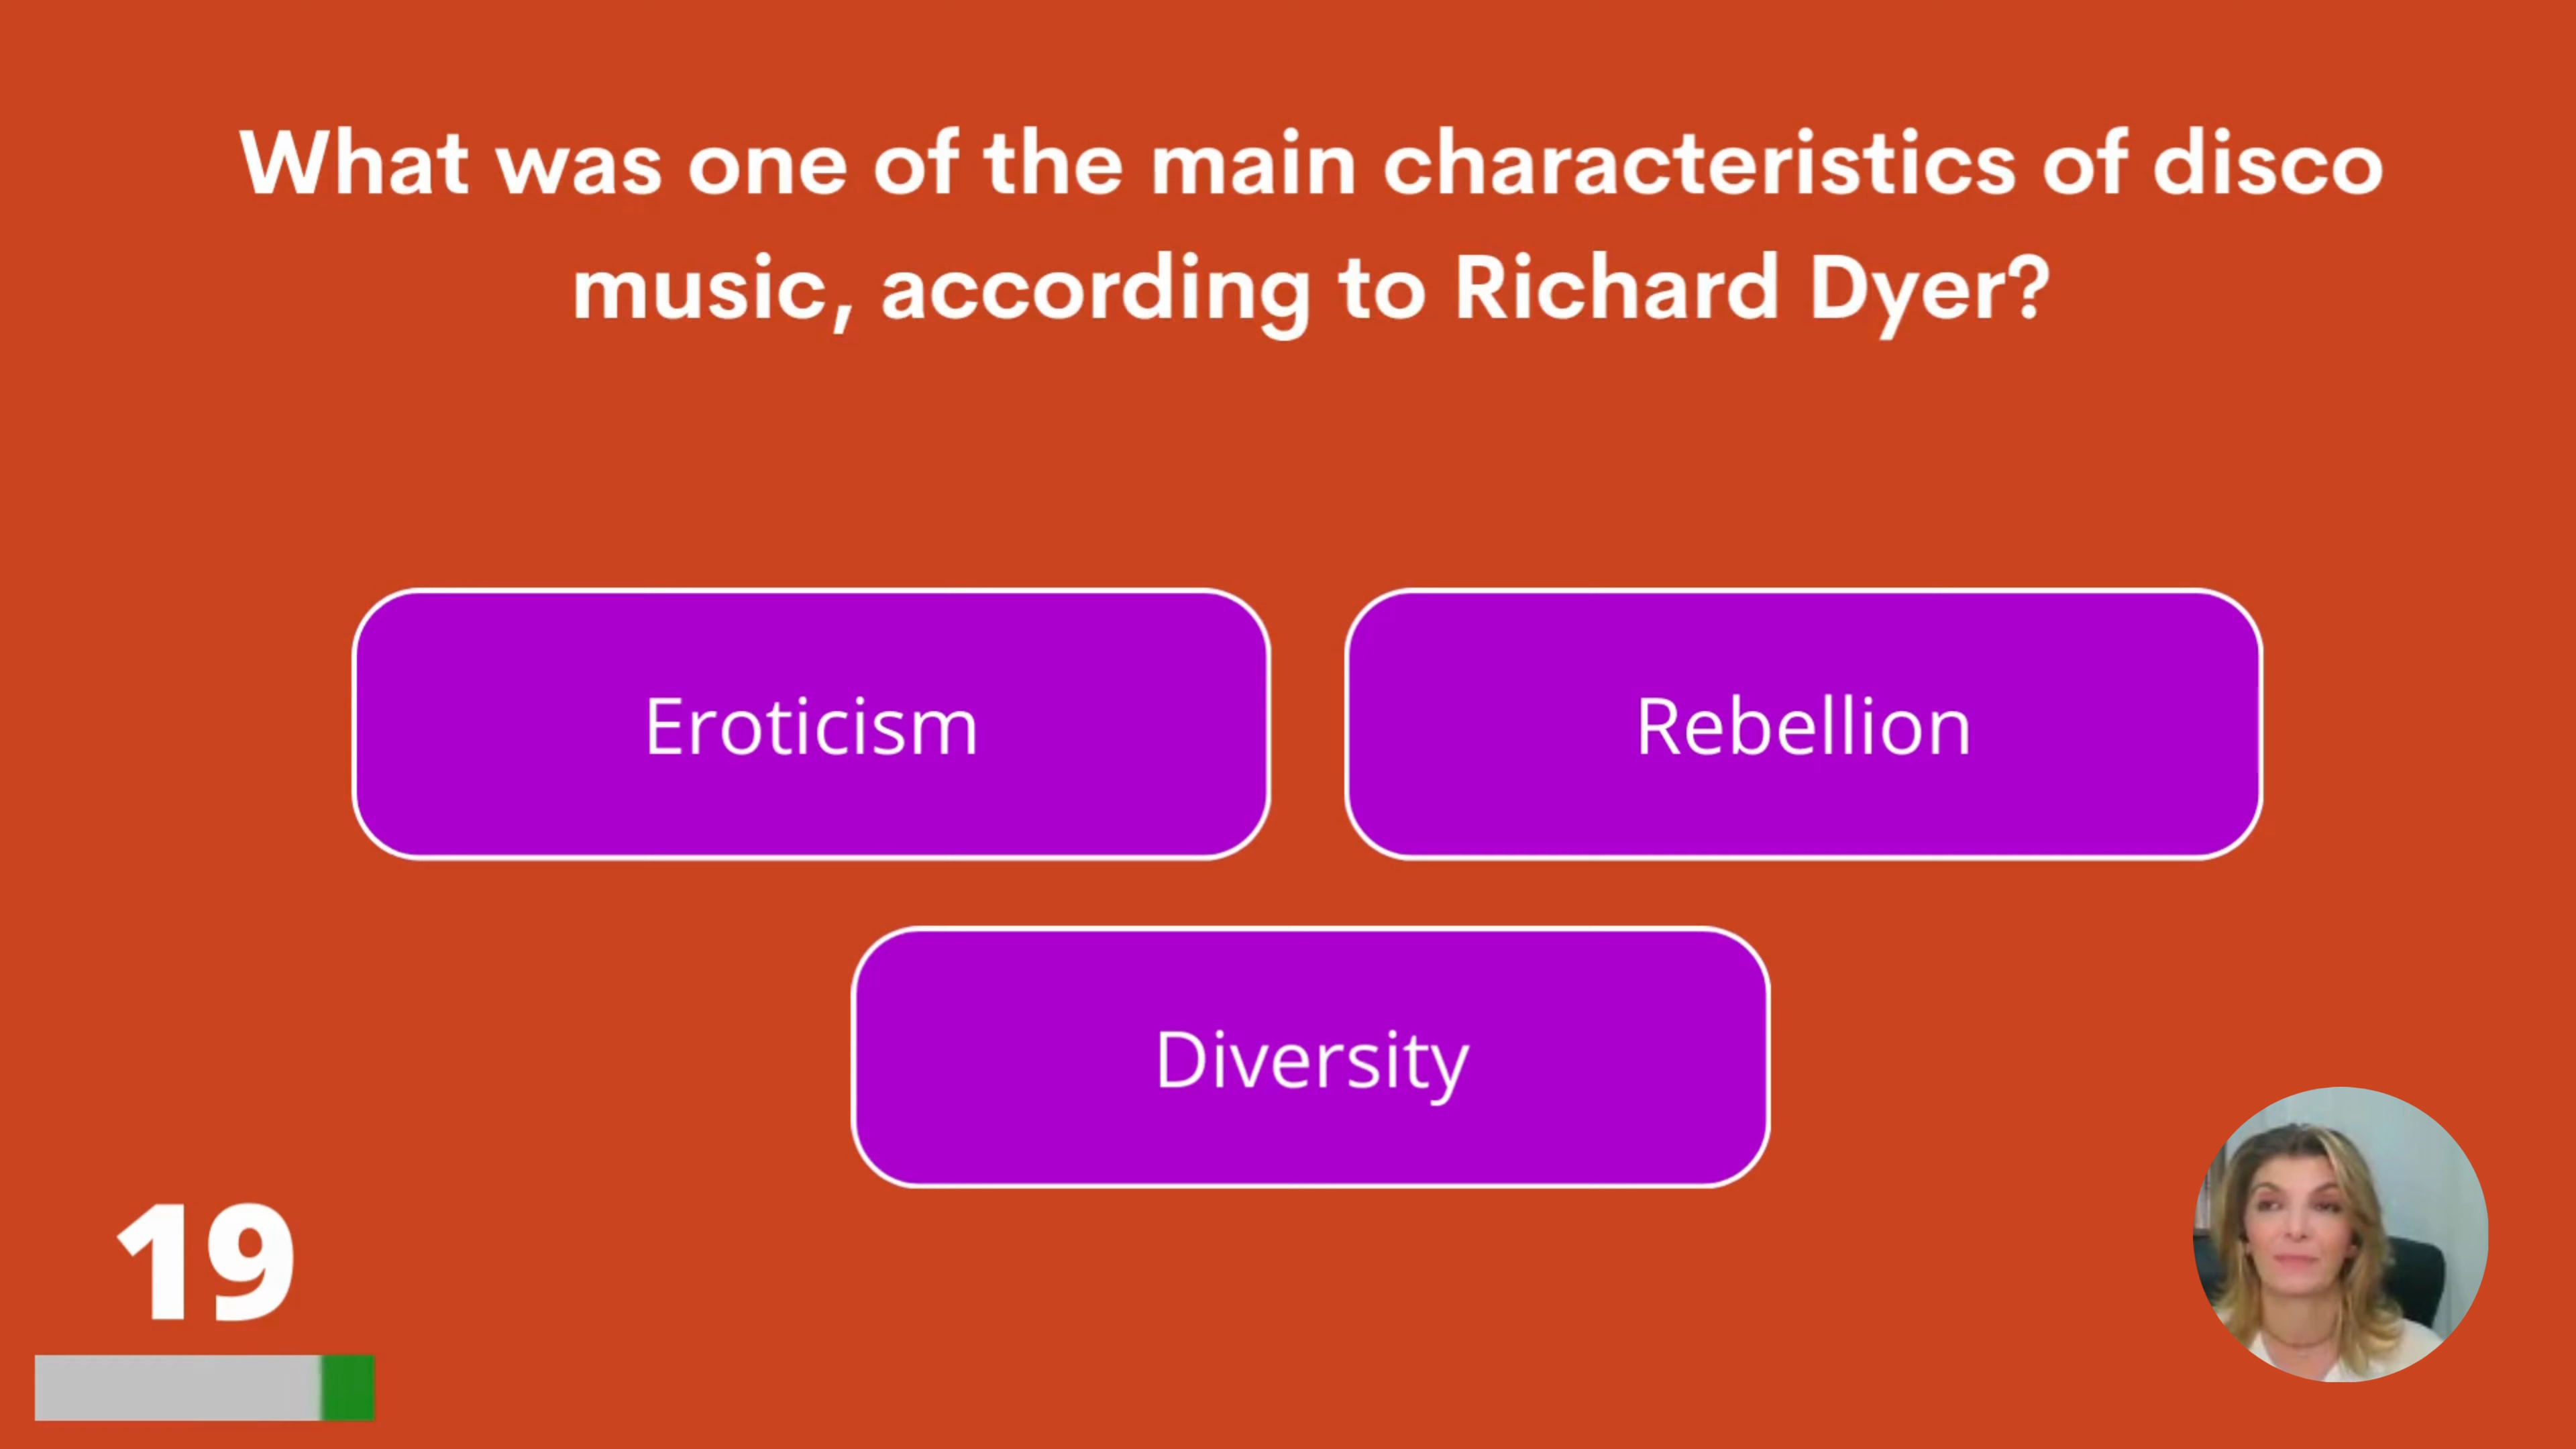 What was one of the main characteristics of disco
music, according to Richard Dyer?
Eroticism
Rebellion
Diversity
19